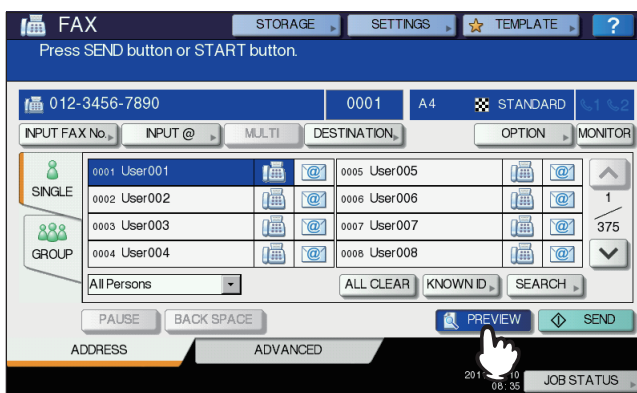 FAX STORAGE SETTINGS TEMPLATE ?
Press SEND button or START button.
012-3456-7890 0001 A4 STANDARD 1 2
INPUT FAX No. INPUT @ MULTI DESTINATION OPTION MONITOR
SINGLE
GROUP
0001 User001 @ 0005 User005 @
0002 User002 @ 0006 User006 @
0003 User003 @ 0007 User007 @
0004 User004 @ 0008 User008 @
1
375
All Persons ALL CLEAR KNOWN ID SEARCH
PAUSE BACK SPACE PREVIEW SEND
ADDRESS ADVANCED
10
08:35 JOB STATUS